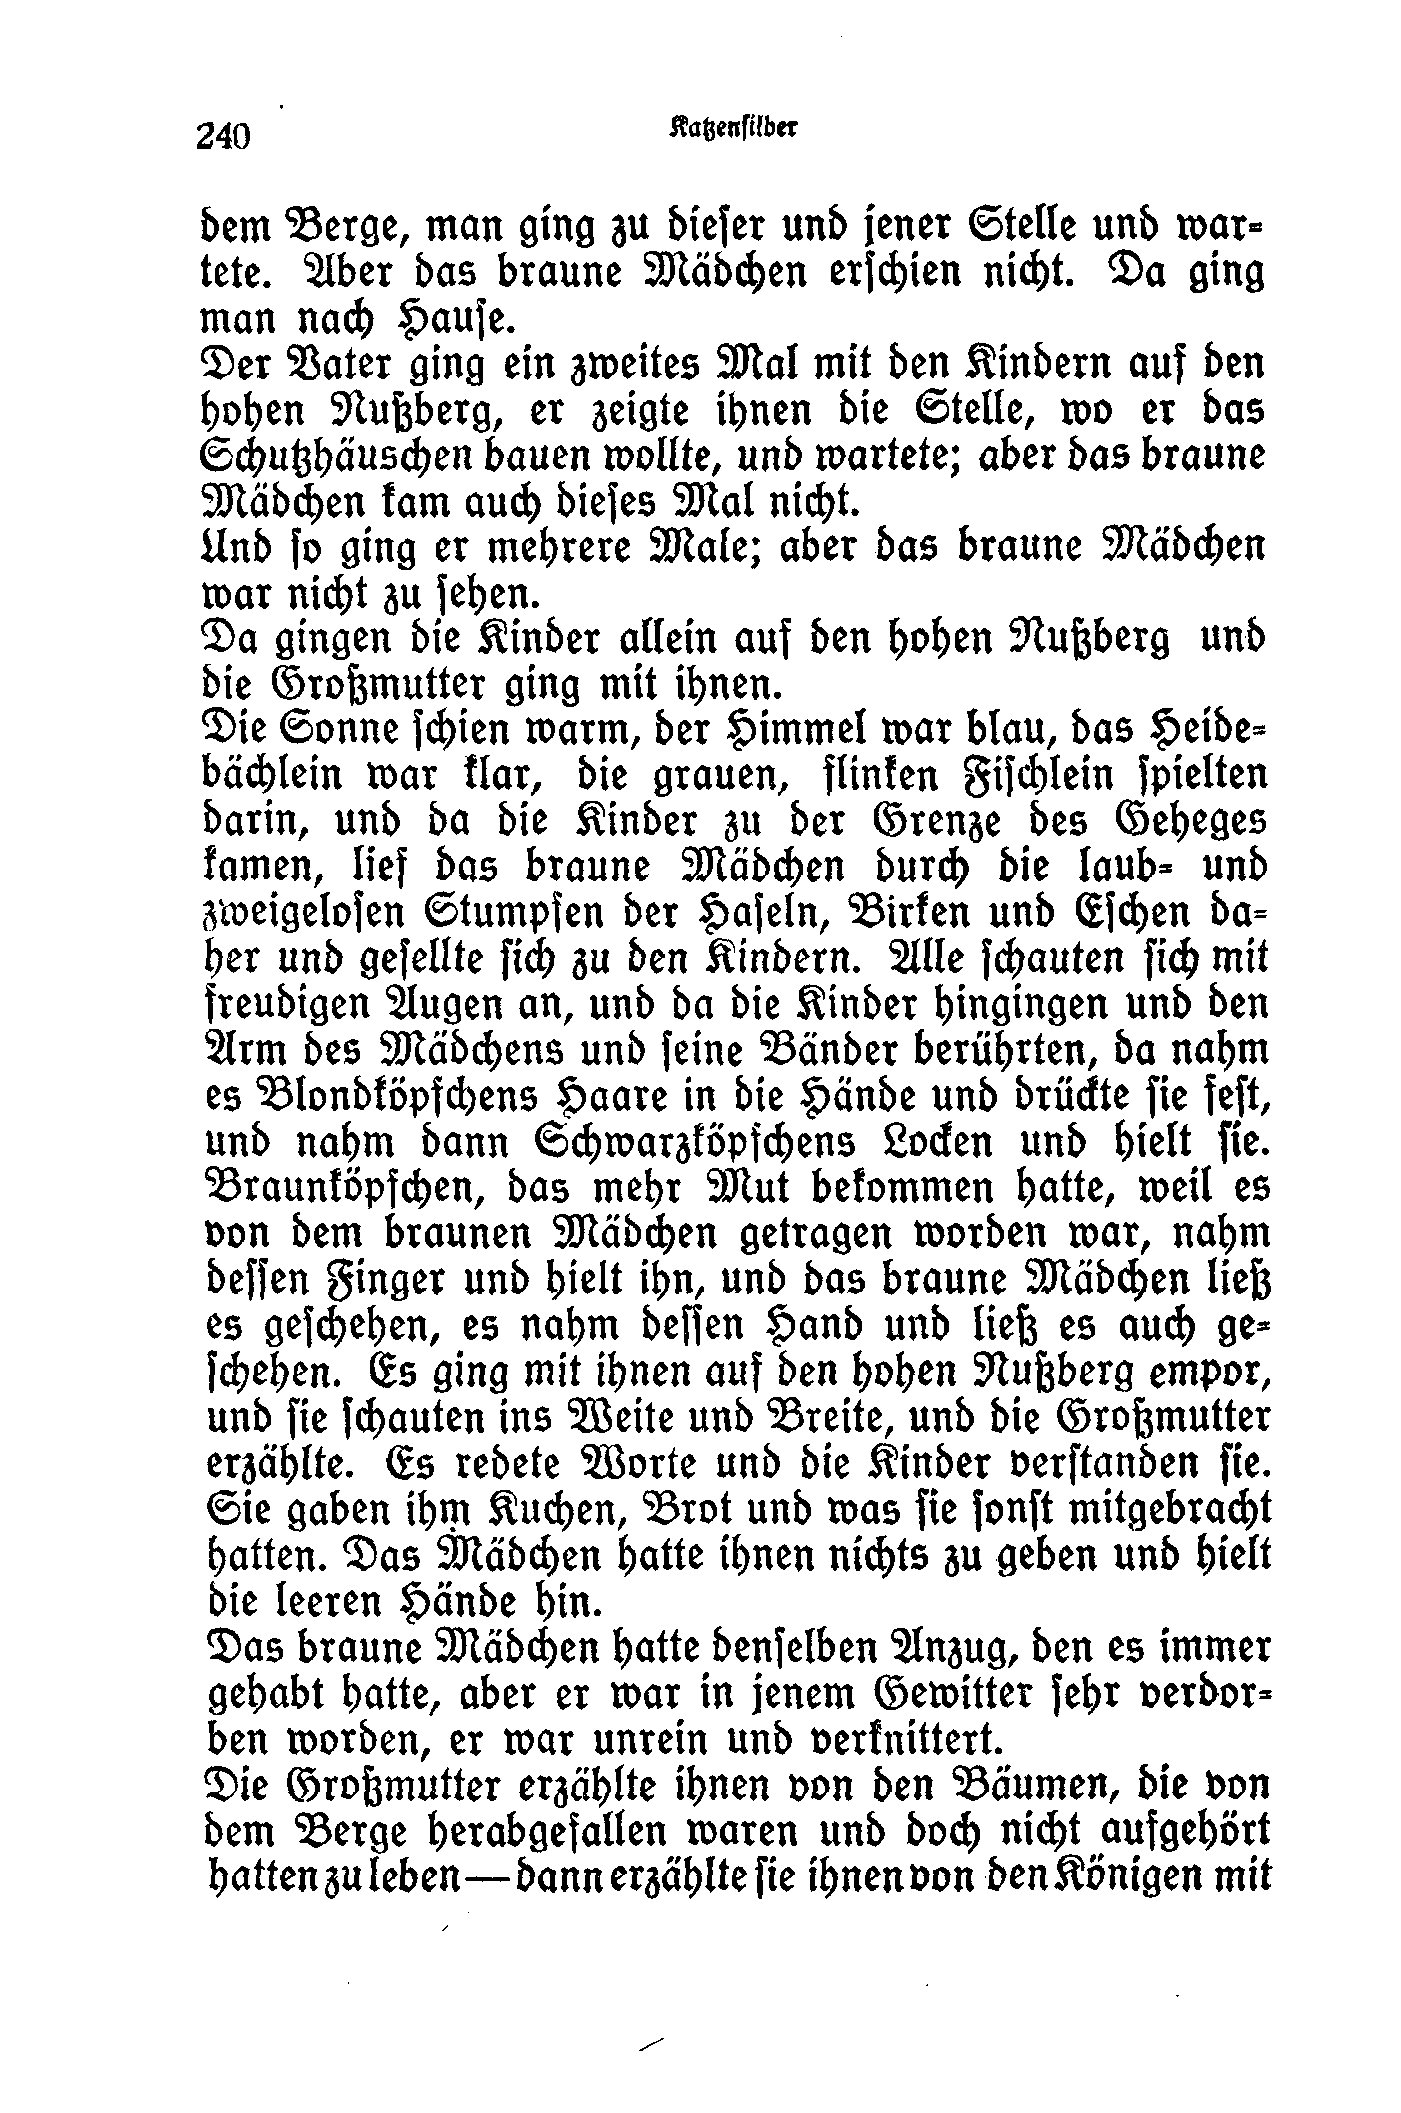 240
Katzensilber
dem Berge, man ging zu dieser und jener Stelle und war-
tete. Aber das braune Mädchen erschien nicht. Da ging
man nach Hause.
Der Vater ging ein zweites Mal mit den Kindern auf den
hohen Nußberg, er zeigte ihnen die Stelle, wo er das
Schutzhäuschen bauen wollte, und wartete; aber das braune
Mädchen kam auch dieses Mal nicht.
Und so ging er mehrere Male; aber das braune Mädchen
war nicht zu sehen.
Da gingen die Kinder allein auf den hohen Nußberg und
die Großmutter ging mit ihnen.
Die Sonne schien warm, der Himmel war blau, das Heide-
bächlein war klar, die grauen, flinken Fischlein spielten
darin, und da die Kinder zu der Grenze des Geheges
kamen, lief das braune Mädchen durch die laub- und
zweigelosen Stumpfen der Haseln, Birken und Eschen da-
her und gesellte sich zu den Kindern. Alle schauten sich mit
freudigen Augen an, und da die Kinder hingingen und den
Arm des Mädchens und seine Bänder berührten, da nahm
es Blondköpfchens Haare in die Hände und drückte sie fest,
und nahm dann Schwarzköpfchens Locken und hielt sie.
Braunköpfchen, das mehr Mut bekommen hatte, weil es
von dem braunen Mädchen getragen worden war, nahm
dessen Finger und hielt ihn, und das braune Mädchen ließ
es geschehen, es nahm dessen Hand und ließ es auch ge-
schehen. Es ging mit ihnen auf den hohen Nußberg empor,
und sie schauten ins Weite und Breite, und die Großmutter
erzählte. Es redete Worte und die Kinder verstanden sie.
Sie gaben ihm Kuchen, Brot und was sie sonst mitgebracht
hatten. Das Mädchen hatte ihnen nichts zu geben und hielt
die leeren Hände hin.
Das braune Mädchen hatte denselben Anzug, den es immer
gehabt hatte, aber er war in jenem Gewitter sehr verdor-
ben worden, er war unrein und verknittert.
Die Großmutter erzählte ihnen von den Bäumen, die von
dem Berge herabgefallen waren und doch nicht aufgehört
hatten zu leben — dann erzählte sie ihnen von den Königen mit